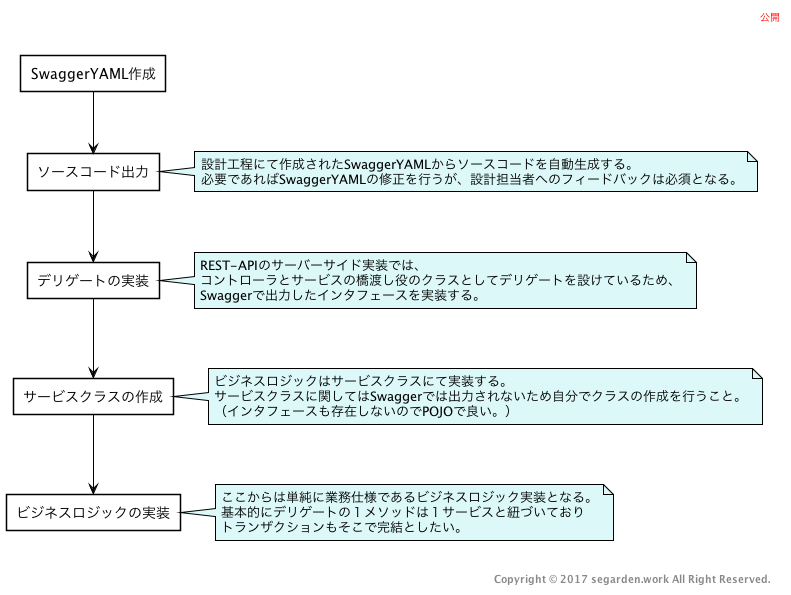 公開
SwaggerYAML作成
ソースコード出力
設計工程にて作成されたSwaggerYAMLからソースコードを自動生成する。
必要であればSwaggerYAMLの修正を行うが、設計担当者へのフィードバックは必須となる。
デリゲートの実装
REST-APIのサーバーサイド実装では、
コントローラとサービスの橋渡し役のクラスとしてデリゲートを設けているため、
Swaggerで出力したインタフェースを実装する。
サービスクラスの作成
ビジネスロジックはサービスクラスにて実装する。
サービスクラスに関してはSwaggerでは出力されないため自分でクラスの作成を行うこと。
（インタフェースも存在しないのでPOJOで良い。）
ビジネスロジックの実装
ここからは単純に業務仕様であるビジネスロジック実装となる。
基本的にデリゲートの１メソッドは１サービスと紐づいており
トランザクションもそこで完結としたい。
Copyright © 2017 segarden.work All Right Reserved.